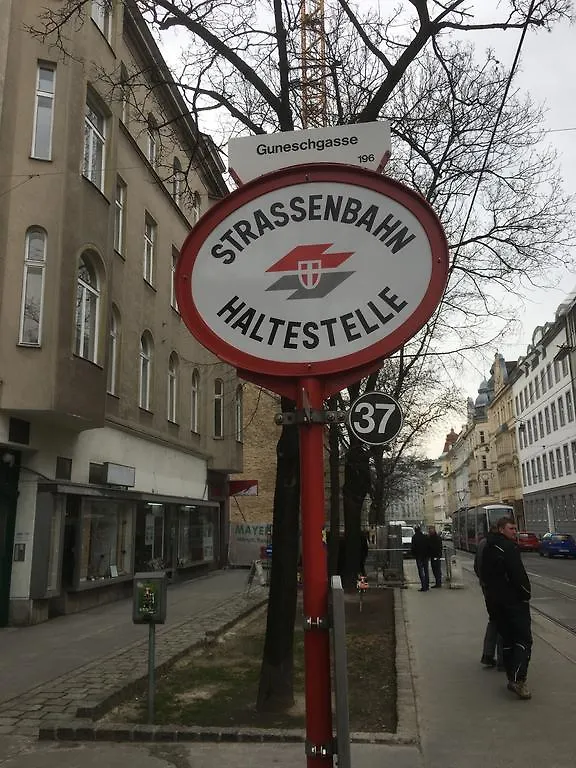 Guneschgasse
196
STRASSENBAHN
HALTESTELLE
37
MAYER